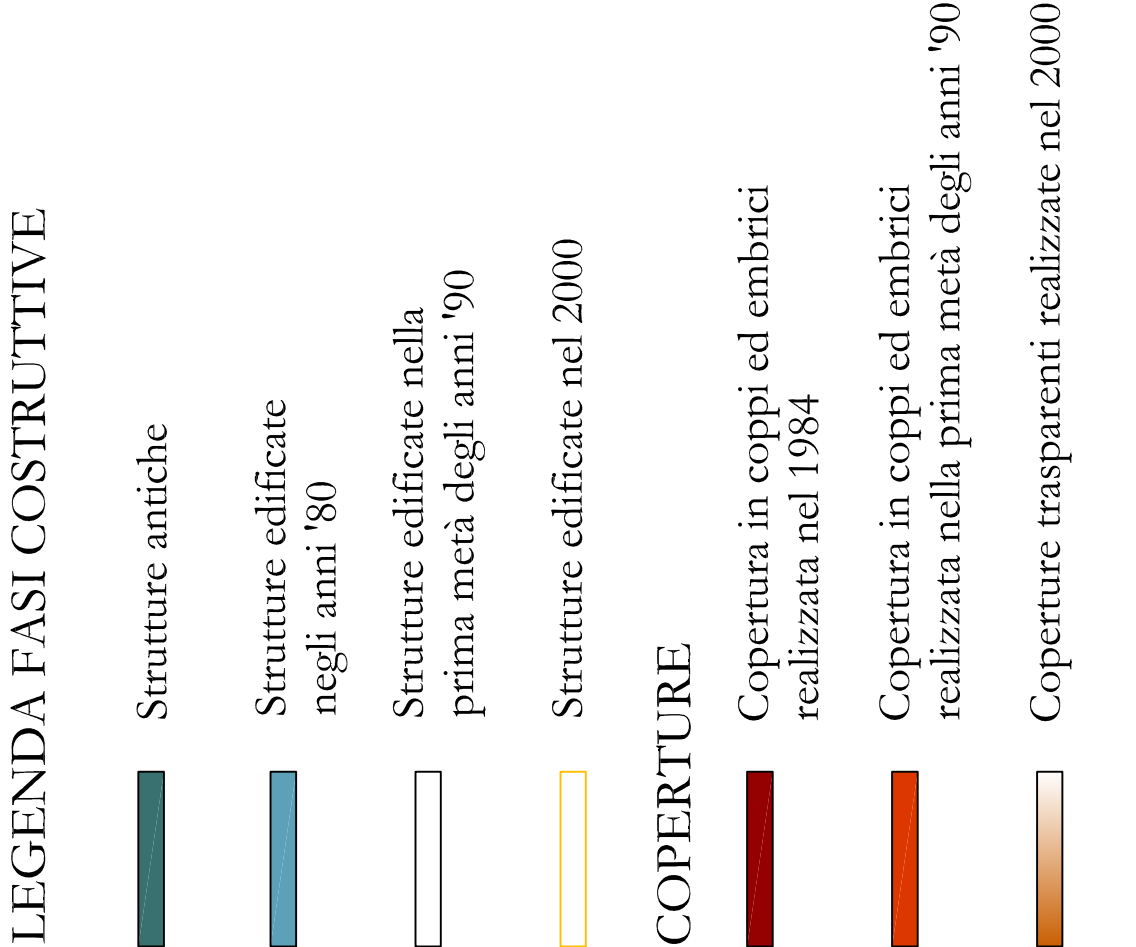 LEGENDA FASI COSTRUTTIVE
Strutture antiche
Strutture edificate
negli anni '80
Strutture edificate nella
prima metà degli anni '90
Strutture edificate nel 2000
COPERTURE
Copertura in coppi ed embrici
realizzata nel 1984
Copertura in coppi ed embrici
realizzata nella prima metà degli anni '90
Coperture trasparenti realizzate nel 2000